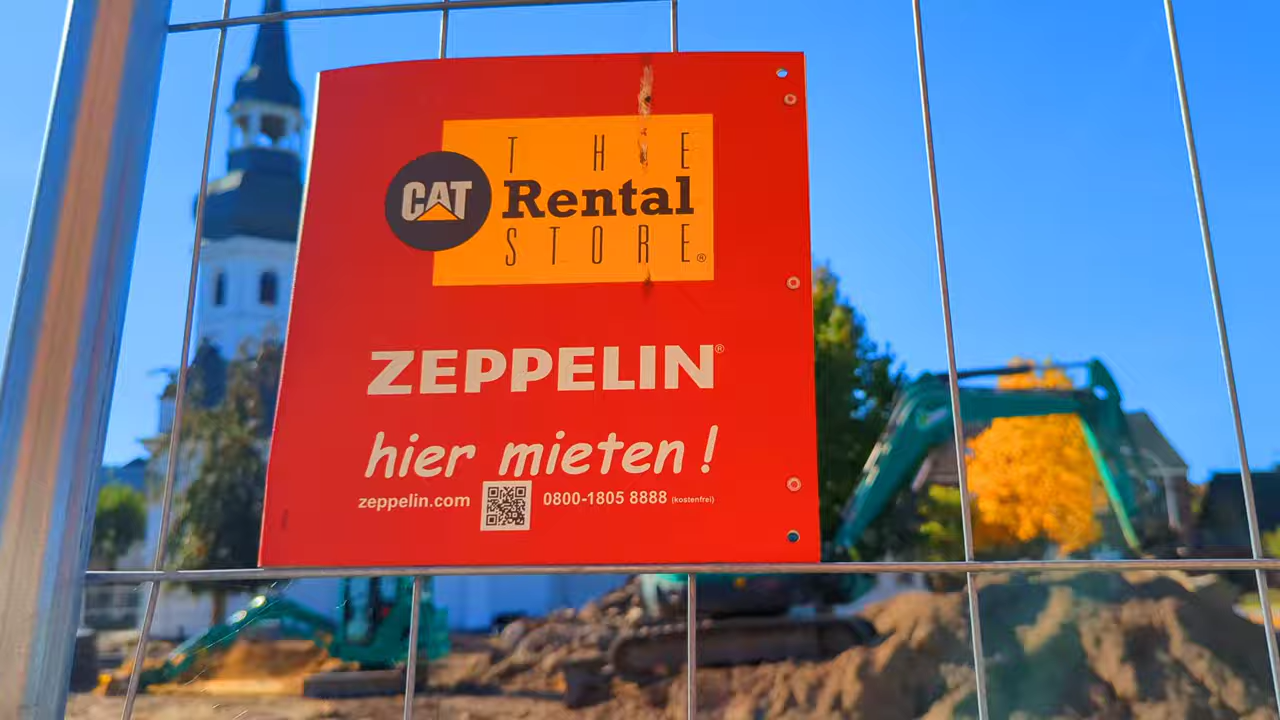 THE
CAT Rental
STORE®
ZEPPELIN®
hier mieten!
zeppelin.com 0800-1805 8888 (kostenfrei)